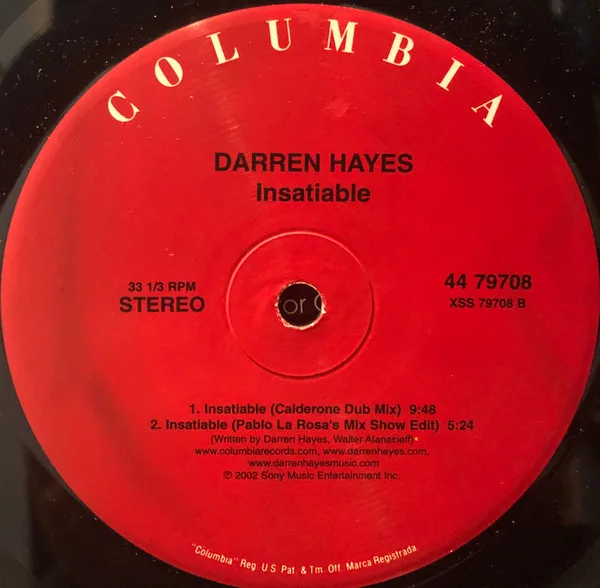 COLUMBIA
DARREN HAYES
Insatiable
33 1/3 RPM
STEREO
44 79708
XSS 79708 B
or
1. Insatiable (Calderone Dub Mix) 9:48
2. Insatiable (Pablo La Rosa's Mix Show Edit) 5:24
(Written by Darren Hayes, Walter Afanasieff)
www.columbiarecords.com, www.darrenhayes.com,
www.darrenhayesmusic.com
℗ 2002 Sony Music Entertainment Inc.
"Columbia" Reg. U.S. Pat. & Tm. Off. Marca Registrada